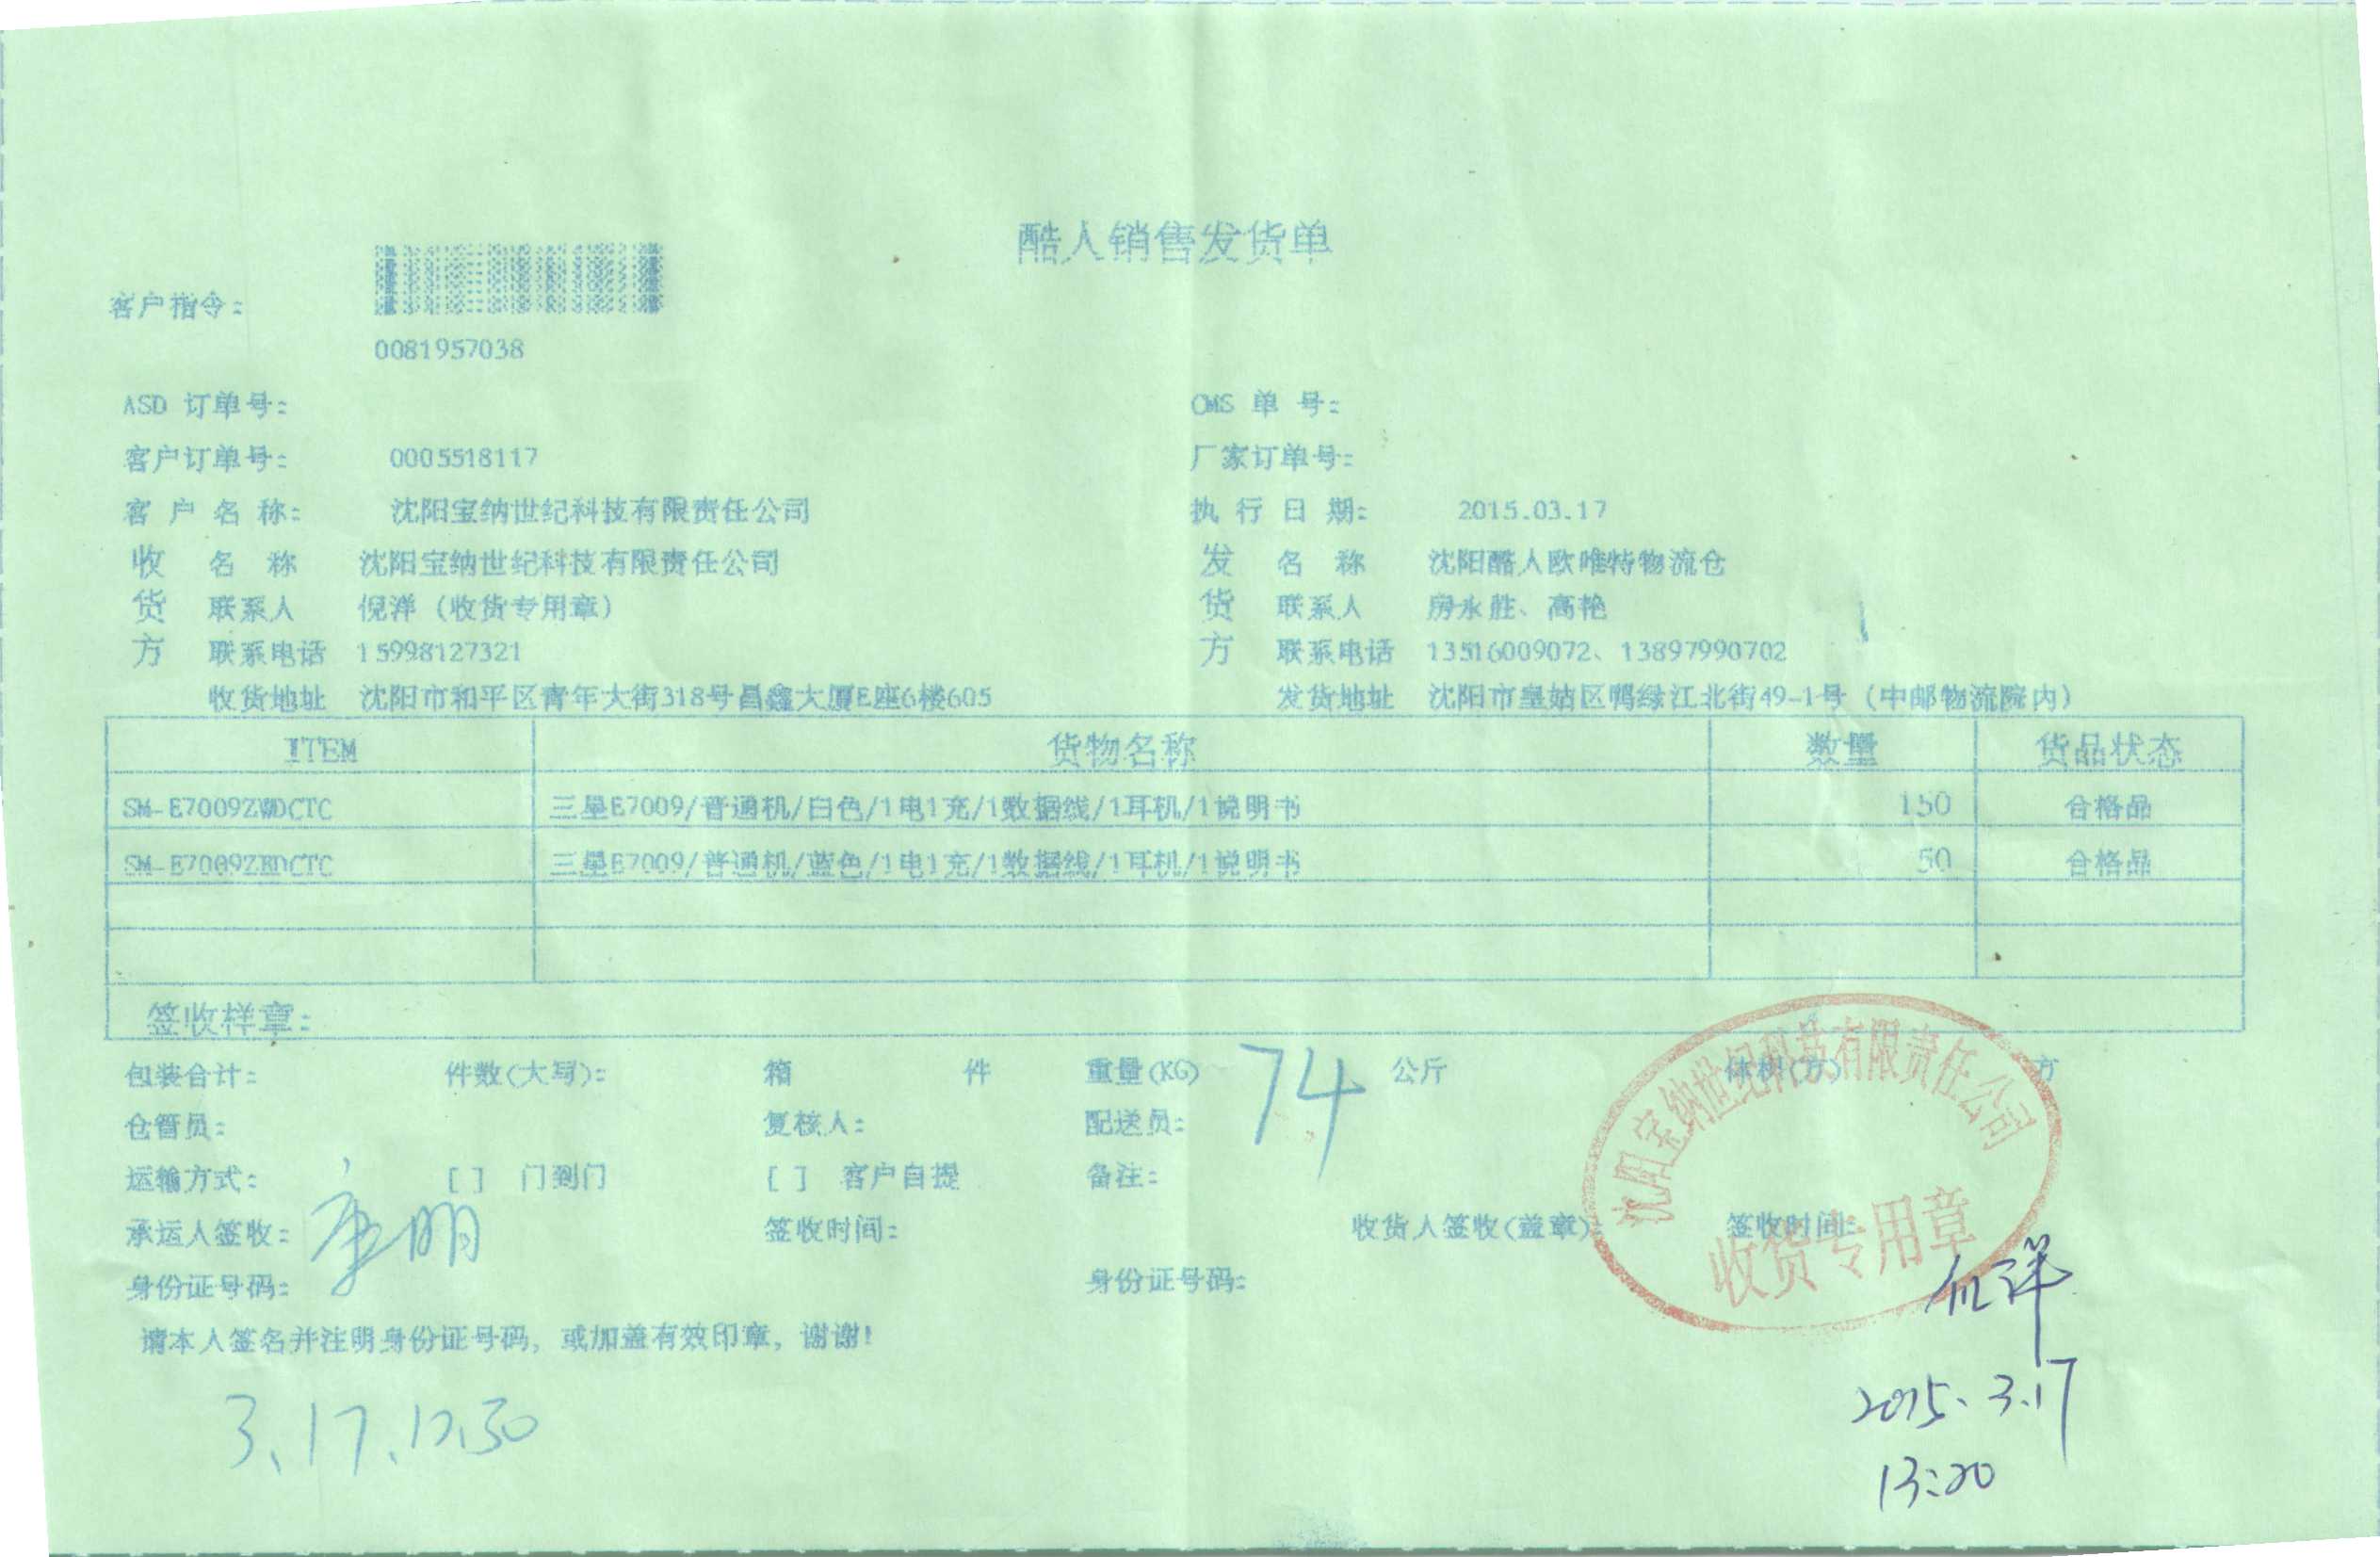 酷人销售发货单
客户指令:
0081957038
ASD 订单号: OMS 单 号:
客户订单号: 0005518117 厂家订单号:
客 户 名 称: 沈阳宝纳世纪科技有限责任公司 执 行 日 期: 2015.03.17
收 名 称 沈阳宝纳世纪科技有限责任公司 发 名 称 沈阳酷人欧唯特物流仓
货 联系人 倪洋（收货专用章） 货 联系人 房永胜、高艳
方 联系电话 15998127321 方 联系电话 13516009072、13897990702
收货地址 沈阳市和平区青年大街318号昌鑫大厦E座6楼605 发货地址 沈阳市皇姑区鸭绿江北街49-1号（中邮物流院内）
ITEM 货物名称 数量 货品状态
SM-E7009ZWDCTC 三星E7009/普通机/白色/1电1充/1数据线/1耳机/1说明书 150 合格品
SM-E7009ZBDCTC 三星E7009/普通机/蓝色/1电1充/1数据线/1耳机/1说明书 50 合格品
签收样章:
包装合计: 件数(大写): 箱 件 重量(KG) 74 公斤 体积(方) 方
仓管员: 复核人: 配送员:
运输方式: [ ] 门到门 [ ] 客户自提 备注:
承运人签收: 签收时间: 收货人签收(盖章): 签收时间:
身份证号码: 身份证号码:
沈阳宝纳世纪科技有限责任公司
收货专用章
请本人签名并注明身份证号码，或加盖有效印章，谢谢!
3.17.12.30
2015.3.17
13:20